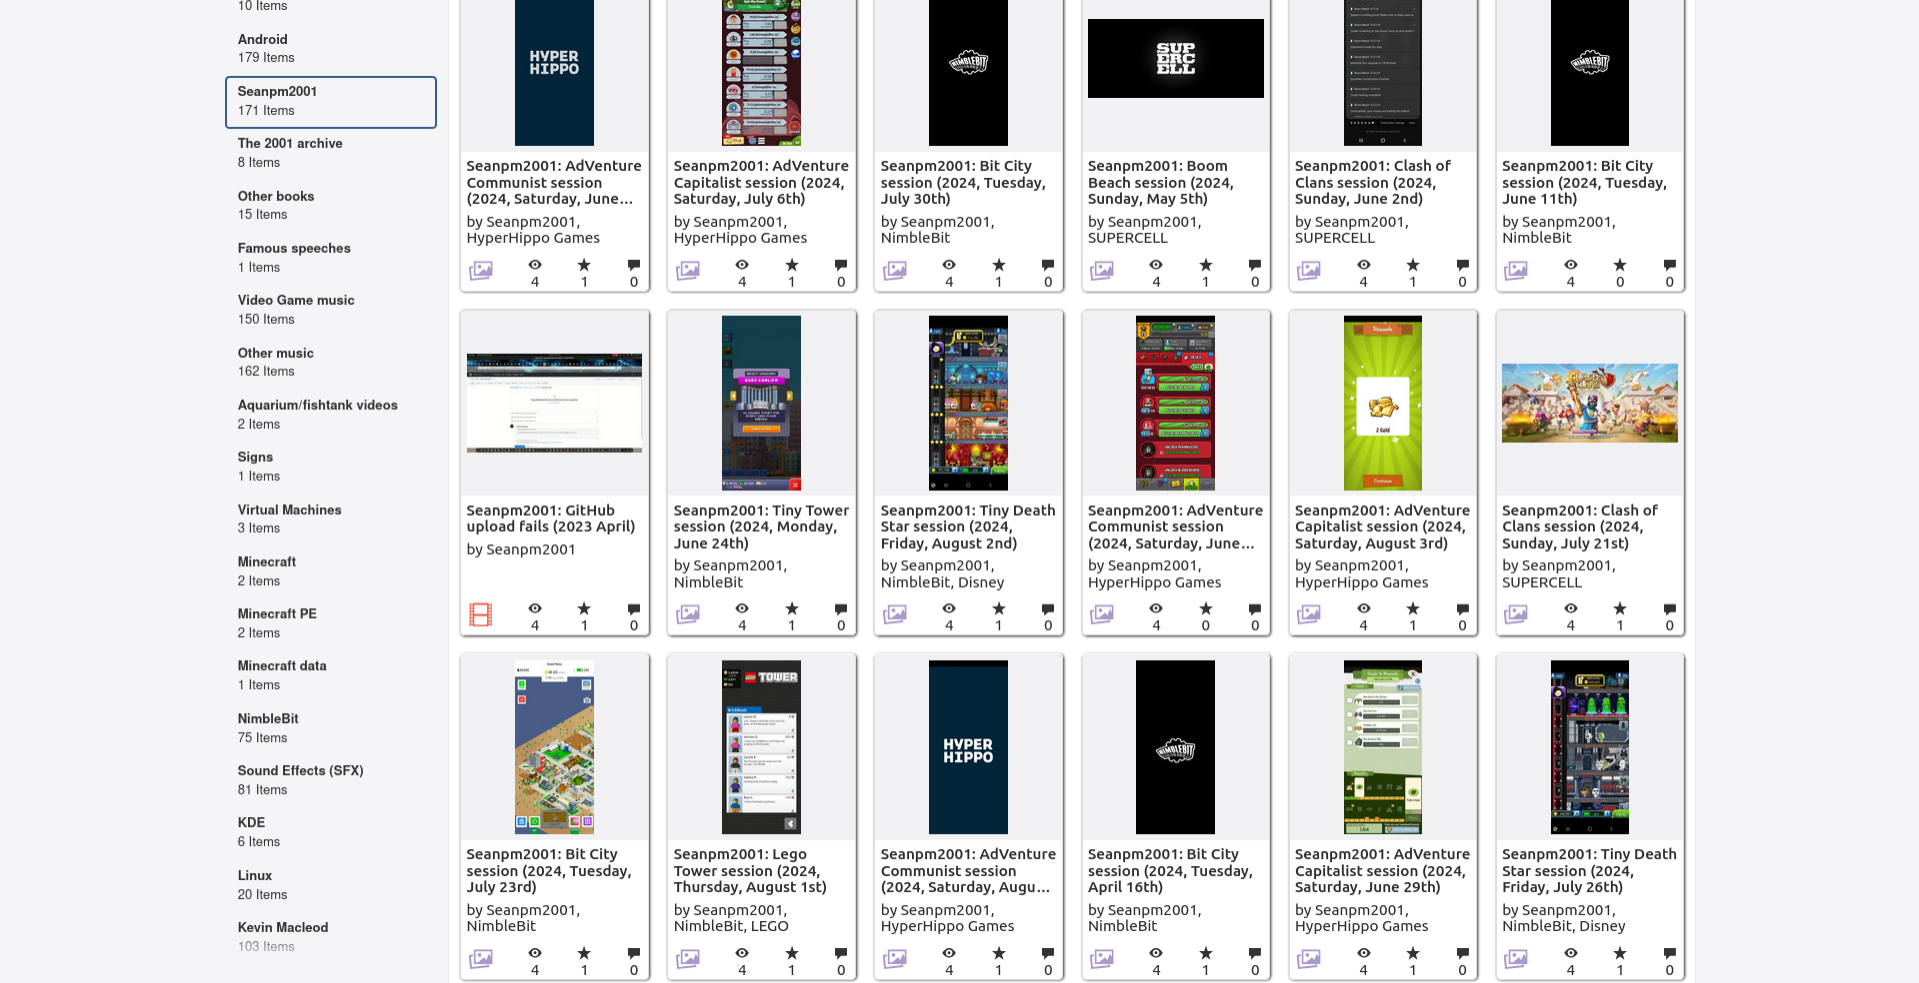 10 Items
Android
179 Items
Seanpm2001
171 Items
The 2001 archive
8 Items
Other books
15 Items
Famous speeches
1 Items
Video Game music
150 Items
Other music
162 Items
Aquarium/fishtank videos
2 Items
Signs
1 Items
Virtual Machines
3 Items
Minecraft
2 Items
Minecraft PE
2 Items
Minecraft data
1 Items
NimbleBit
75 Items
Sound Effects (SFX)
81 Items
KDE
6 Items
Linux
20 Items
Kevin Macleod
103 Items
HYPER
HIPPO
Seanpm2001: AdVenture
Communist session
(2024, Saturday, June...
by Seanpm2001,
HyperHippo Games
4
1
0
Seanpm2001: AdVenture
Capitalist session (2024,
Saturday, July 6th)
by Seanpm2001,
HyperHippo Games
4
1
0
NIMBLEBIT
Seanpm2001: Bit City
session (2024, Tuesday,
July 30th)
by Seanpm2001,
NimbleBit
4
1
0
SUP
ERC
ELL
Seanpm2001: Boom
Beach session (2024,
Sunday, May 5th)
by Seanpm2001,
SUPERCELL
4
1
0
Seanpm2001: Clash of
Clans session (2024,
Sunday, June 2nd)
by Seanpm2001,
SUPERCELL
4
1
0
NIMBLEBIT
Seanpm2001: Bit City
session (2024, Tuesday,
June 11th)
by Seanpm2001,
NimbleBit
4
0
0
Seanpm2001: GitHub
upload fails (2023 April)
by Seanpm2001
4
1
0
Seanpm2001: Tiny Tower
session (2024, Monday,
June 24th)
by Seanpm2001,
NimbleBit
4
1
0
Seanpm2001: Tiny Death
Star session (2024,
Friday, August 2nd)
by Seanpm2001,
NimbleBit, Disney
4
1
0
Seanpm2001: AdVenture
Communist session
(2024, Saturday, June...
by Seanpm2001,
HyperHippo Games
4
0
0
Rewards
2 Gold
Continue
Seanpm2001: AdVenture
Capitalist session (2024,
Saturday, August 3rd)
by Seanpm2001,
HyperHippo Games
4
1
0
Seanpm2001: Clash of
Clans session (2024,
Sunday, July 21st)
by Seanpm2001,
SUPERCELL
4
1
0
Seanpm2001: Bit City
session (2024, Tuesday,
July 23rd)
by Seanpm2001,
NimbleBit
4
1
0
TOWER
Seanpm2001: Lego
Tower session (2024,
Thursday, August 1st)
by Seanpm2001,
NimbleBit, LEGO
4
1
0
HYPER
HIPPO
Seanpm2001: AdVenture
Communist session
(2024, Saturday, Augu...
by Seanpm2001,
HyperHippo Games
4
1
0
NIMBLEBIT
Seanpm2001: Bit City
session (2024, Tuesday,
April 16th)
by Seanpm2001,
NimbleBit
4
1
0
Seanpm2001: AdVenture
Capitalist session (2024,
Saturday, June 29th)
by Seanpm2001,
HyperHippo Games
4
1
0
Seanpm2001: Tiny Death
Star session (2024,
Friday, July 26th)
by Seanpm2001,
NimbleBit, Disney
4
1
0